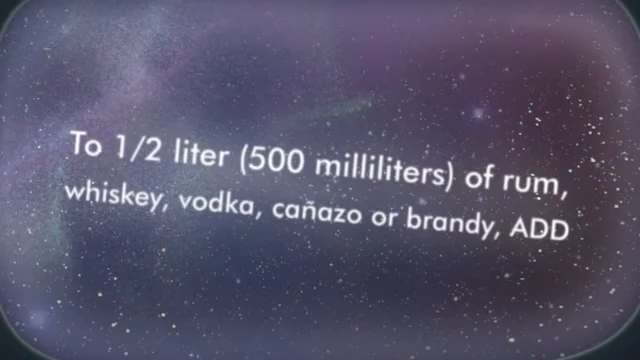 To 1/2 liter (500 milliliters) of rum,
whiskey, vodka, cañazo or brandy, ADD